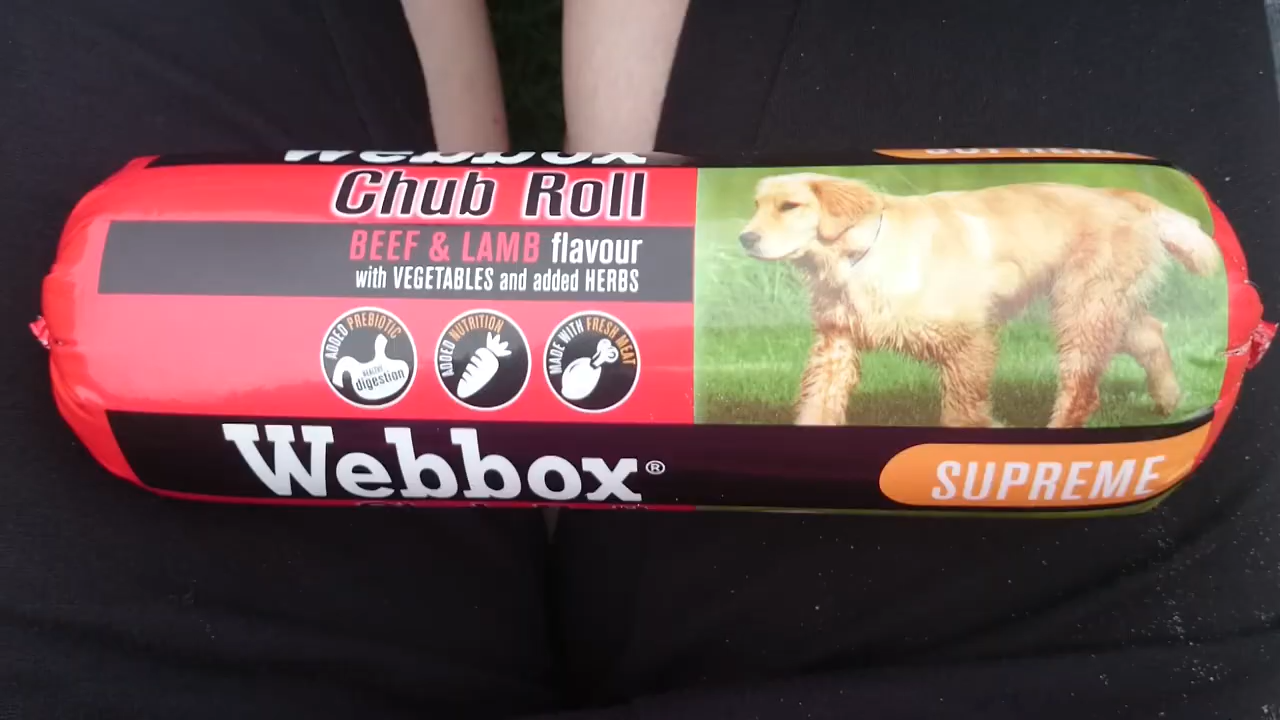 Webbox
Chub Roll
BEEF & LAMB flavour
with VEGETABLES and added HERBS
ADDED PREBIOTIC
HEALTHY
digestion
ADDED NUTRITION
MADE WITH FRESH MEAT
Webbox®
SUPREME